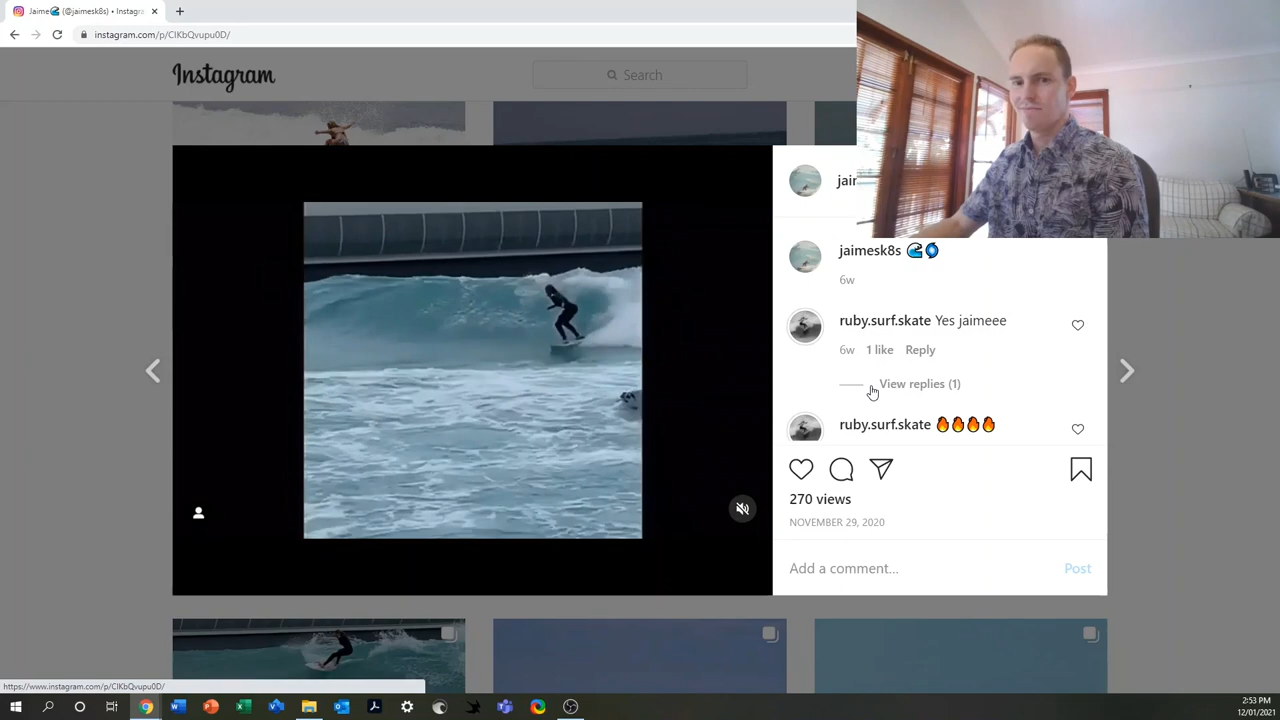 Jaime🌊 (@jaimesk8s) • Instagr
instagram.com/p/CIKbQvupu0D/
Instagram
Search
jai
jaimesk8s 🌊🌀
6w
ruby.surf.skate Yes jaimeee
6w 1 like Reply
View replies (1)
ruby.surf.skate 🔥🔥🔥🔥
270 views
NOVEMBER 29, 2020
Add a comment... Post
https://www.instagram.com/p/CIKbQvupu0D/
2:53 PM
12/01/2021